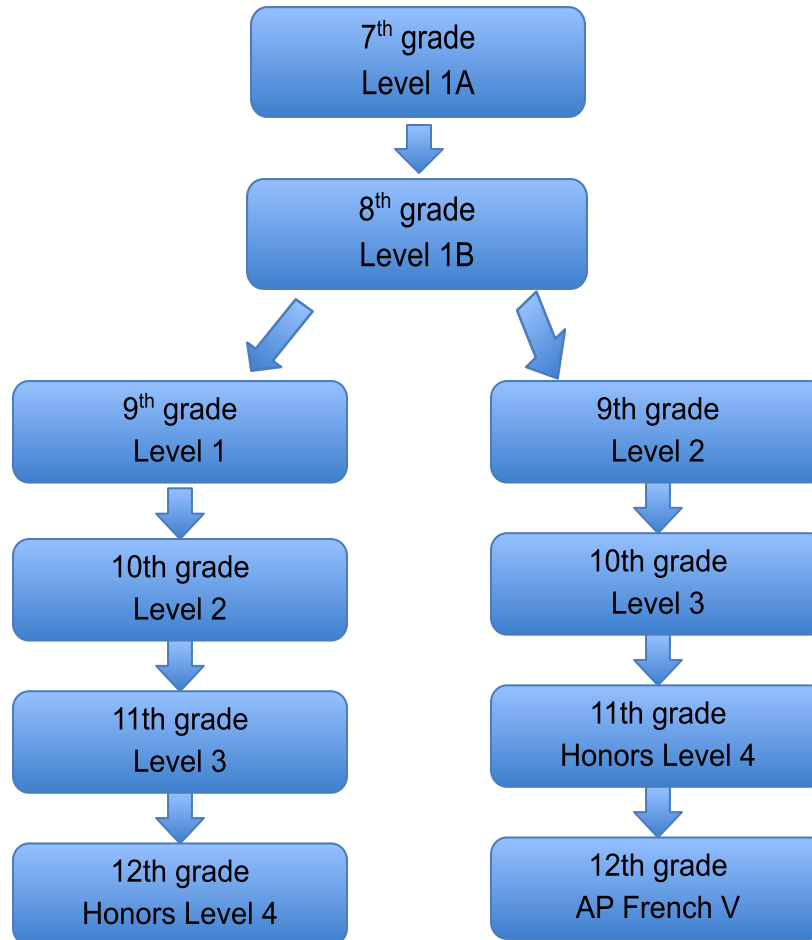 7th grade
Level 1A
8th grade
Level 1B
9th grade
Level 1
9th grade
Level 2
10th grade
Level 2
10th grade
Level 3
11th grade
Level 3
11th grade
Honors Level 4
12th grade
Honors Level 4
12th grade
AP French V